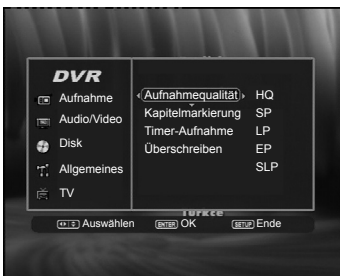 DVR
Aufnahme
Audio/Video
Disk
Allgemeines
TV
Aufnahmequalität HQ
Kapitelmarkierung SP
Timer-Aufnahme LP
Überschreiben EP
SLP
Türkçe
Auswählen ENTER OK SETUP Ende